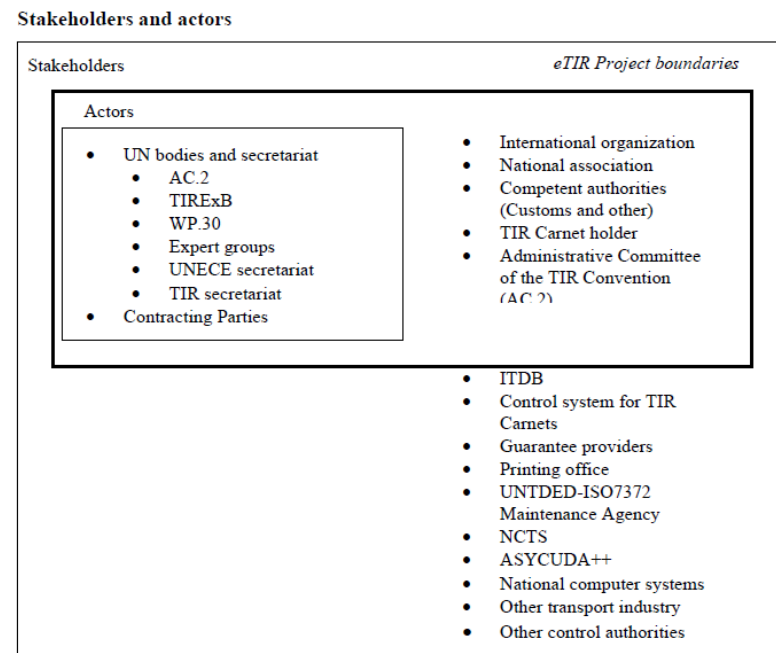 Stakeholders and actors
Stakeholders
eTIR Project boundaries
Actors
• UN bodies and secretariat
• AC.2
• TIRExB
• WP.30
• Expert groups
• UNECE secretariat
• TIR secretariat
• Contracting Parties
• International organization
• National association
• Competent authorities
(Customs and other)
• TIR Carnet holder
• Administrative Committee
of the TIR Convention
(AC.2)
• ITDB
• Control system for TIR
Carnets
• Guarantee providers
• Printing office
• UNTDED-ISO7372
Maintenance Agency
• NCTS
• ASYCUDA++
• National computer systems
• Other transport industry
• Other control authorities